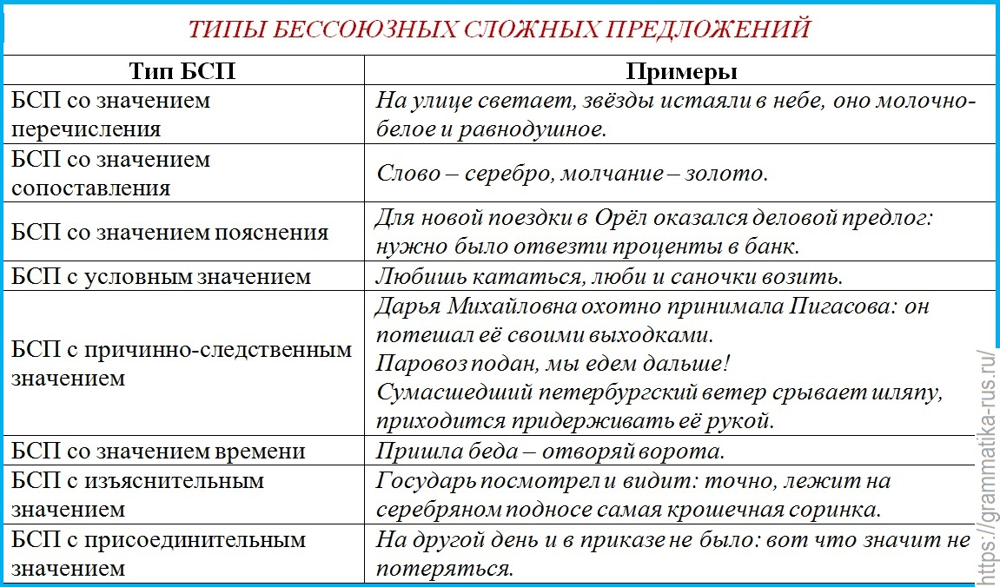 ТИПЫ БЕССОЮЗНЫХ СЛОЖНЫХ ПРЕДЛОЖЕНИЙ
Тип БСП
Примеры
БСП со значением
перечисления
На улице светает, звёзды истаяли в небе, оно молочно-
белое и равнодушное.
БСП со значением
сопоставления
Слово – серебро, молчание – золото.
БСП со значением пояснения
Для новой поездки в Орёл оказался деловой предлог:
нужно было отвезти проценты в банк.
БСП с условным значением
Любишь кататься, люби и саночки возить.
БСП с причинно-следственным
значением
Дарья Михайловна охотно принимала Пигасова: он
потешал её своими выходками.
Паровоз подан, мы едем дальше!
Сумасшедший петербургский ветер срывает шляпу,
приходится придерживать её рукой.
БСП со значением времени
Пришла беда – отворяй ворота.
БСП с изъяснительным
значением
Государь посмотрел и видит: точно, лежит на
серебряном подносе самая крошечная соринка.
БСП с присоединительным
значением
На другой день и в приказе не было: вот что значит не
потеряться.
https://grammatika-rus.ru/